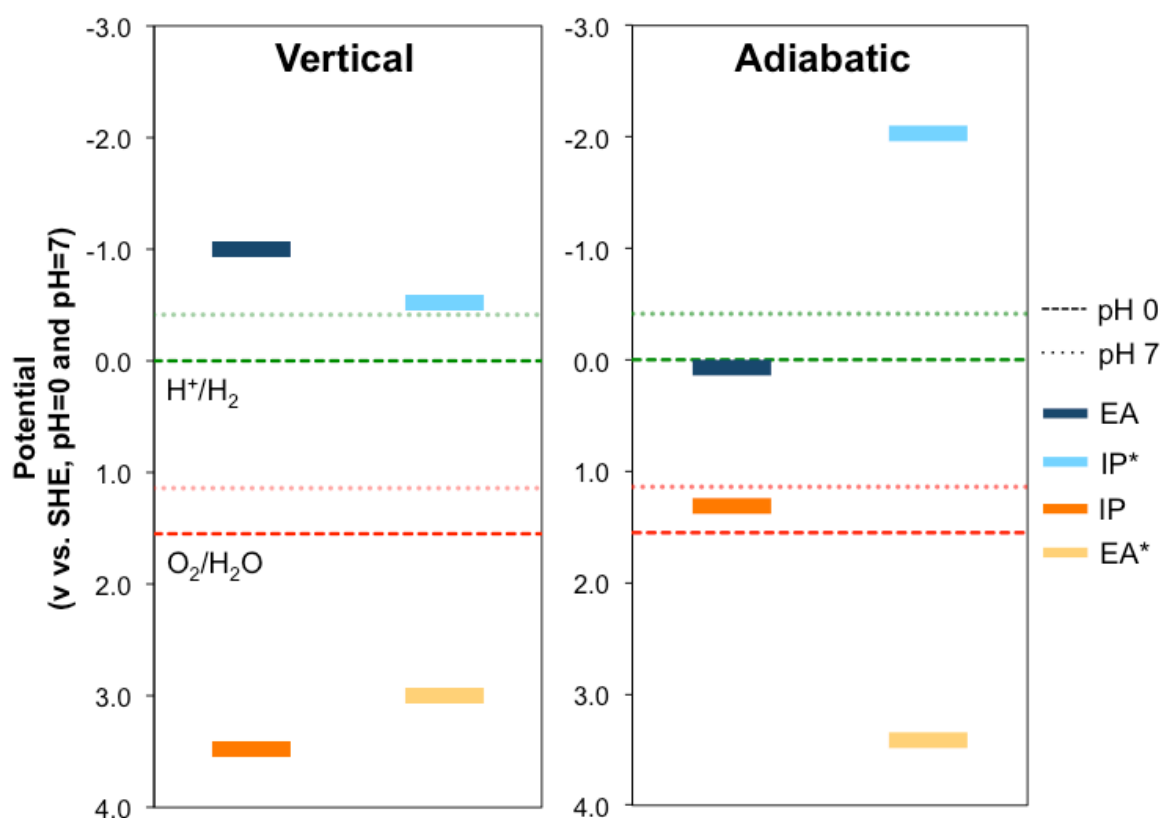 Potential
(v vs. SHE, pH=0 and pH=7)
Vertical
-3.0
-2.0
-1.0
0.0
1.0
2.0
3.0
4.0
H⁺/H₂
O₂/H₂O
Adiabatic
-3.0
-2.0
-1.0
0.0
1.0
2.0
3.0
4.0
pH 0
pH 7
EA
IP*
IP
EA*